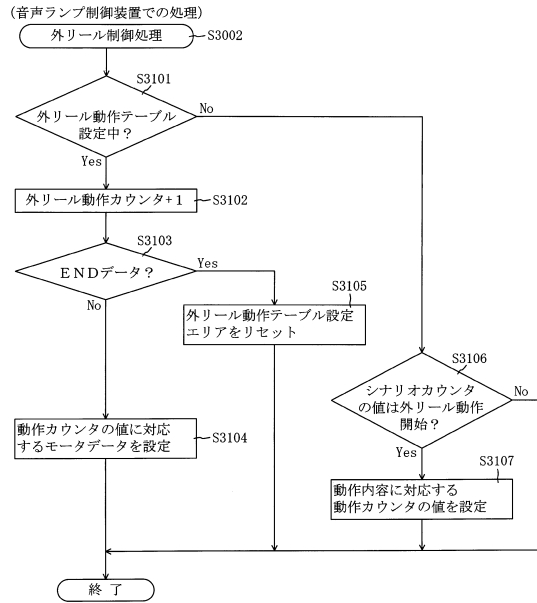 (音声ランプ制御装置での処理)
外リール制御処理
S3002
S3101
外リール動作テーブル
設定中？
No
Yes
外リール動作カウンタ+1
S3102
S3103
ENDデータ？
Yes
No
S3105
外リール動作テーブル設定
エリアをリセット
S3106
シナリオカウンタ
の値は外リール動作
開始？
No
Yes
動作カウンタの値に対応
するモータデータを設定
S3104
S3107
動作内容に対応する
動作カウンタの値を設定
終了